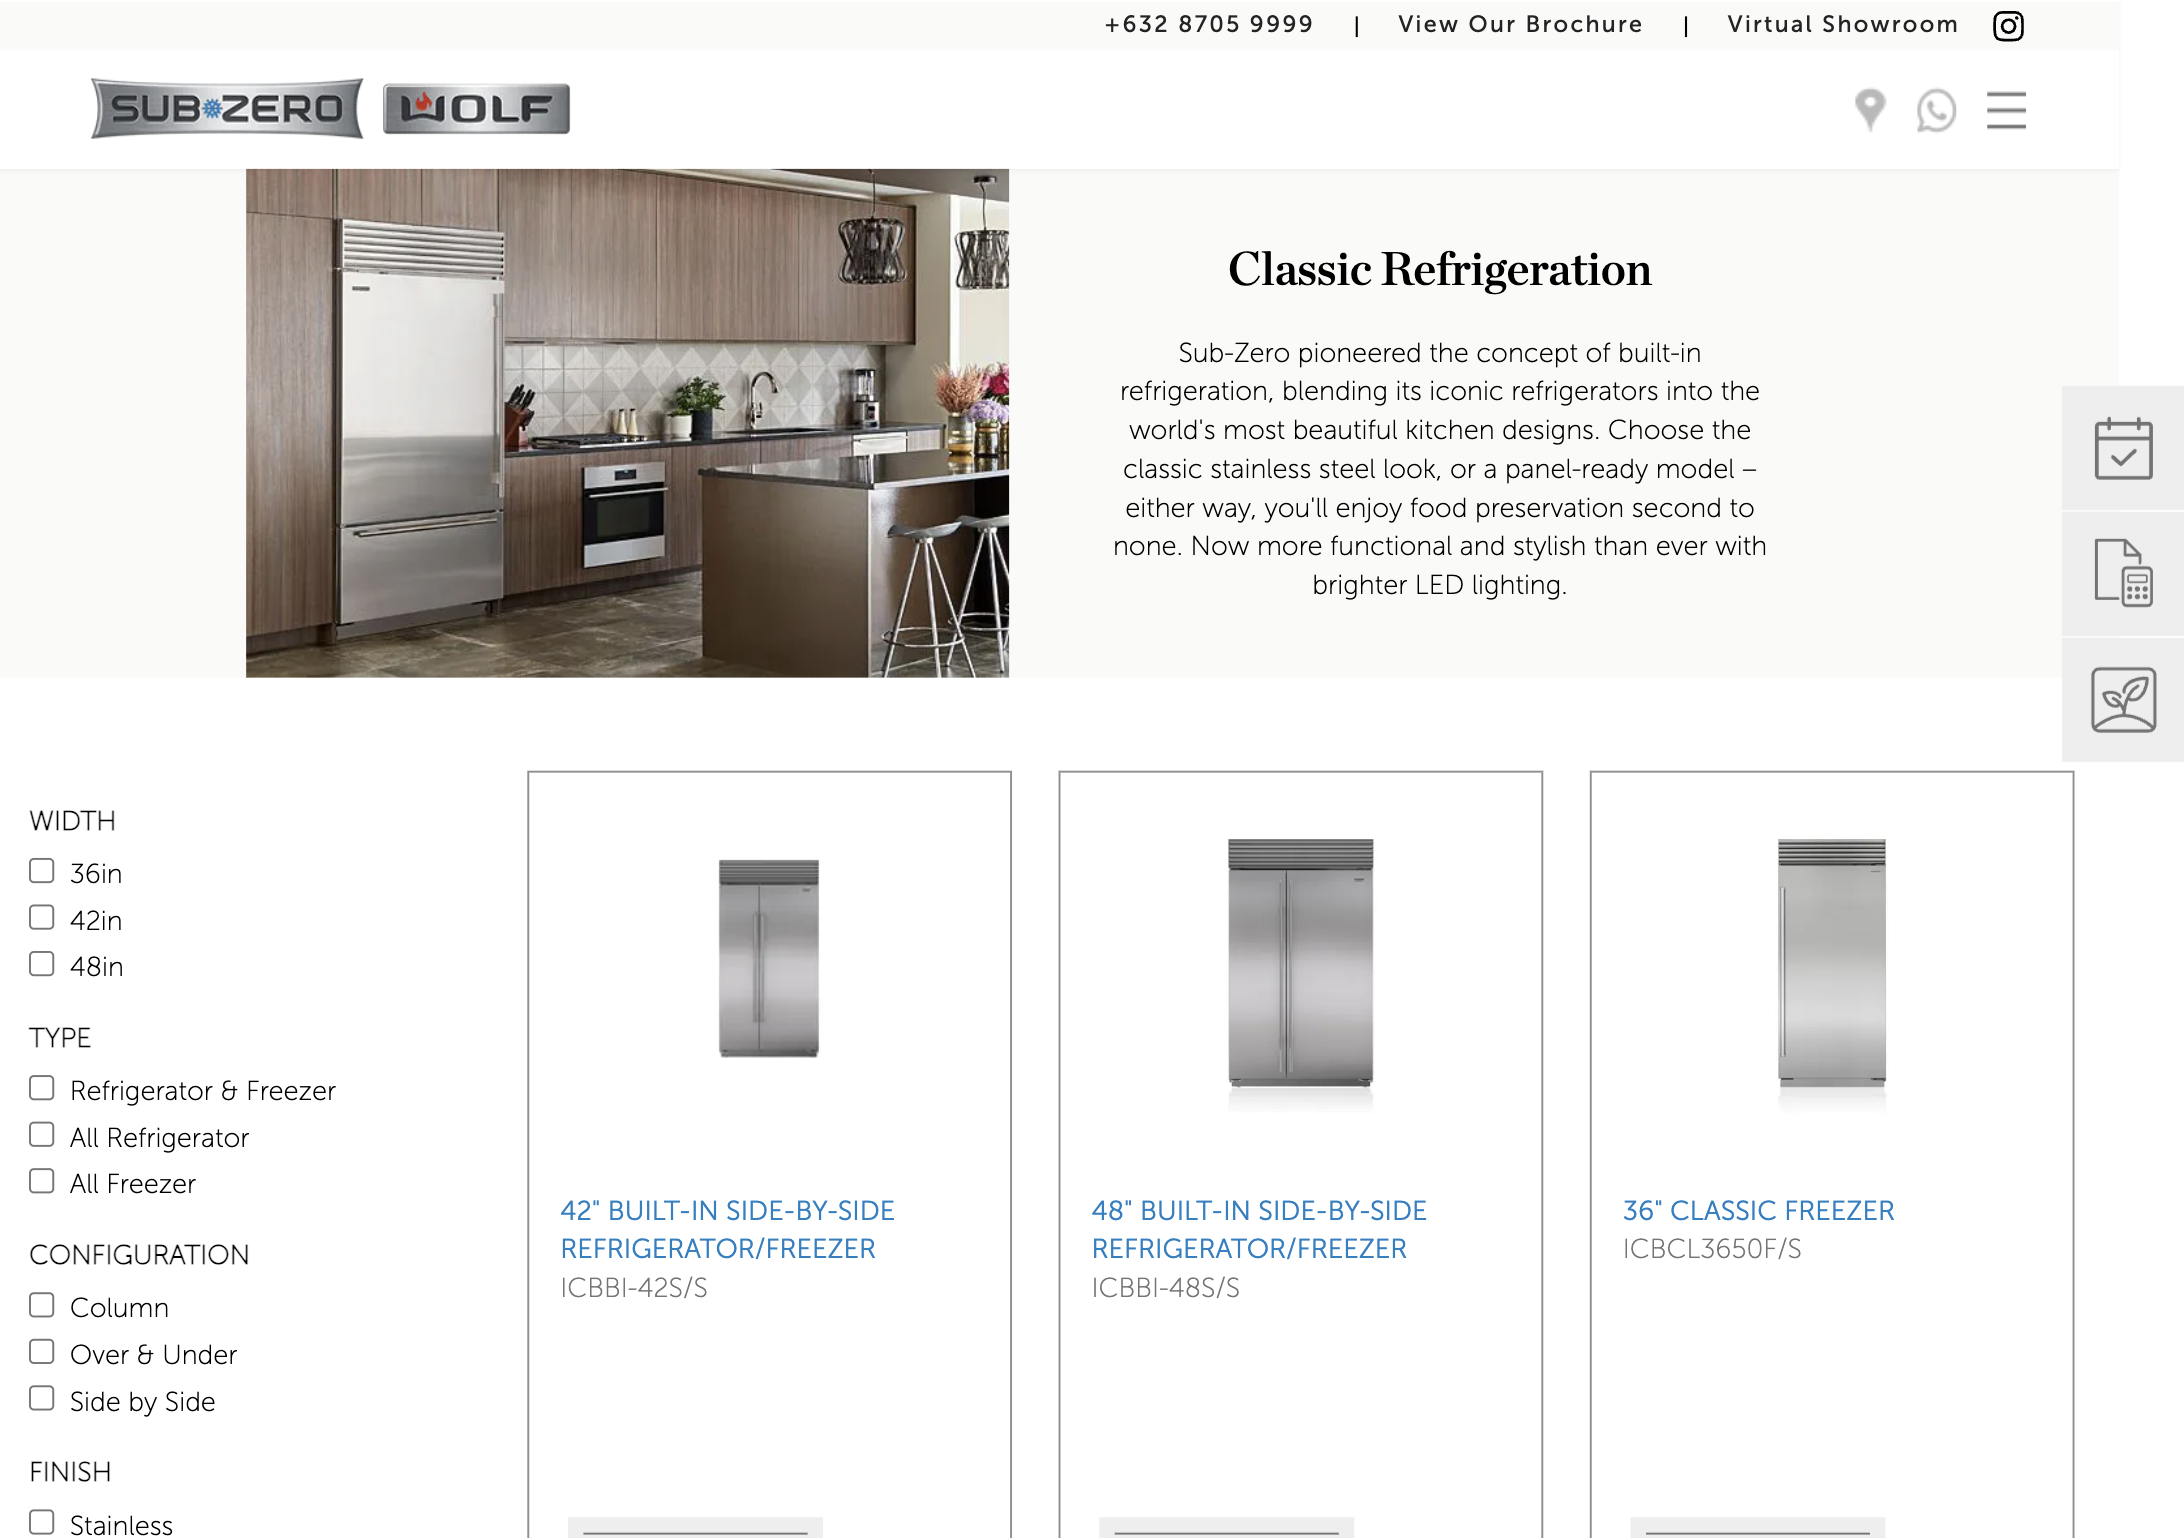 +632 8705 9999 | View Our Brochure | Virtual Showroom
SUB ZERO WOLF
Classic Refrigeration
Sub-Zero pioneered the concept of built-in
refrigeration, blending its iconic refrigerators into the
world's most beautiful kitchen designs. Choose the
classic stainless steel look, or a panel-ready model –
either way, you'll enjoy food preservation second to
none. Now more functional and stylish than ever with
brighter LED lighting.
WIDTH
36in
42in
48in
TYPE
Refrigerator & Freezer
All Refrigerator
All Freezer
CONFIGURATION
Column
Over & Under
Side by Side
FINISH
Stainless
42" BUILT-IN SIDE-BY-SIDE
REFRIGERATOR/FREEZER
ICBBI-42S/S
48" BUILT-IN SIDE-BY-SIDE
REFRIGERATOR/FREEZER
ICBBI-48S/S
36" CLASSIC FREEZER
ICBCL3650F/S